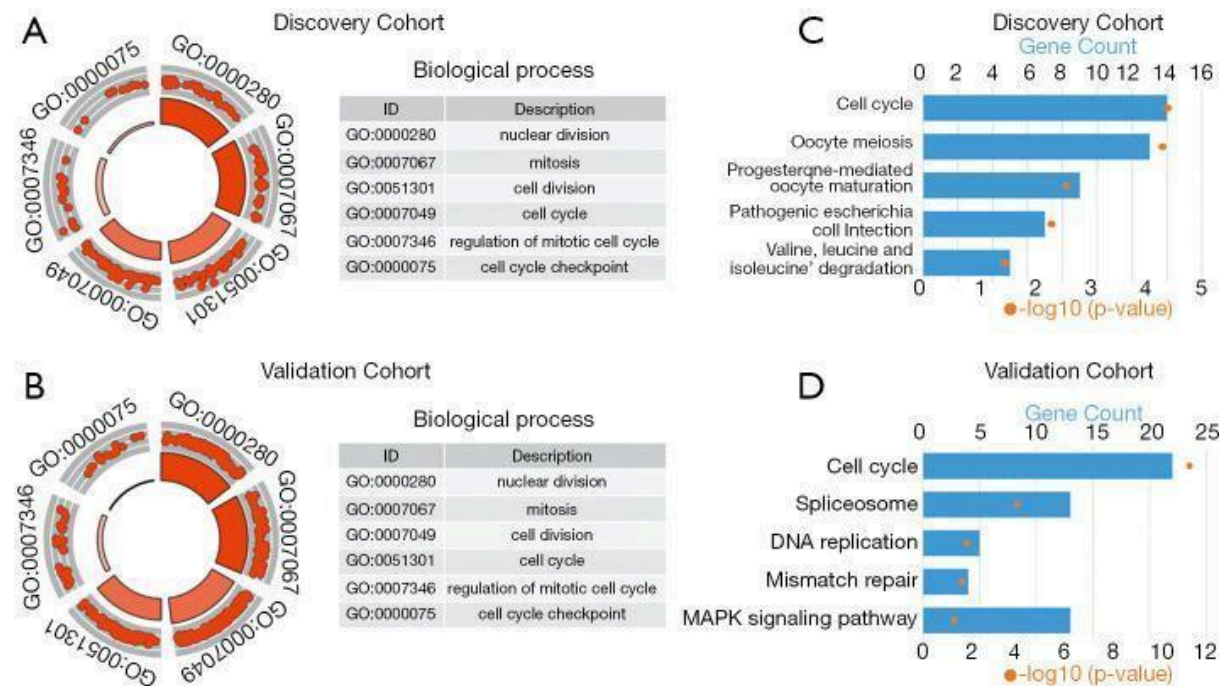 A
Discovery Cohort
GO:0000075
GO:0000280
GO:0007346
GO:0007067
GO:0007049
GO:0051301
Biological process
ID Description
GO:0000280 nuclear division
GO:0007067 mitosis
GO:0051301 cell division
GO:0007049 cell cycle
GO:0007346 regulation of mitotic cell cycle
GO:0000075 cell cycle checkpoint
C
Discovery Cohort
Gene Count
0 2 4 6 8 10 12 14 16
Cell cycle
Oocyte meiosis
Progesterqne-mediated
oocyte maturation
Pathogenic escherichia
coll Intection
Valine, leucine and
isoleucine' degradation
0 1 2 3 4 5
-log10 (p-value)
B
Validation Cohort
GO:0000075
GO:0000280
GO:0007346
GO:0007067
GO:0051301
GO:0007049
Biological process
ID Description
GO:0000280 nuclear division
GO:0007067 mitosis
GO:0007049 cell division
GO:0051301 cell cycle
GO:0007346 regulation of mitotic cell cycle
GO:0000075 cell cycle checkpoint
D
Validation Cohort
Gene Count
0 5 10 15 20 25
Cell cycle
Spliceosome
DNA replication
Mismatch repair
MAPK signaling pathway
0 2 4 6 8 10 12
-log10 (p-value)